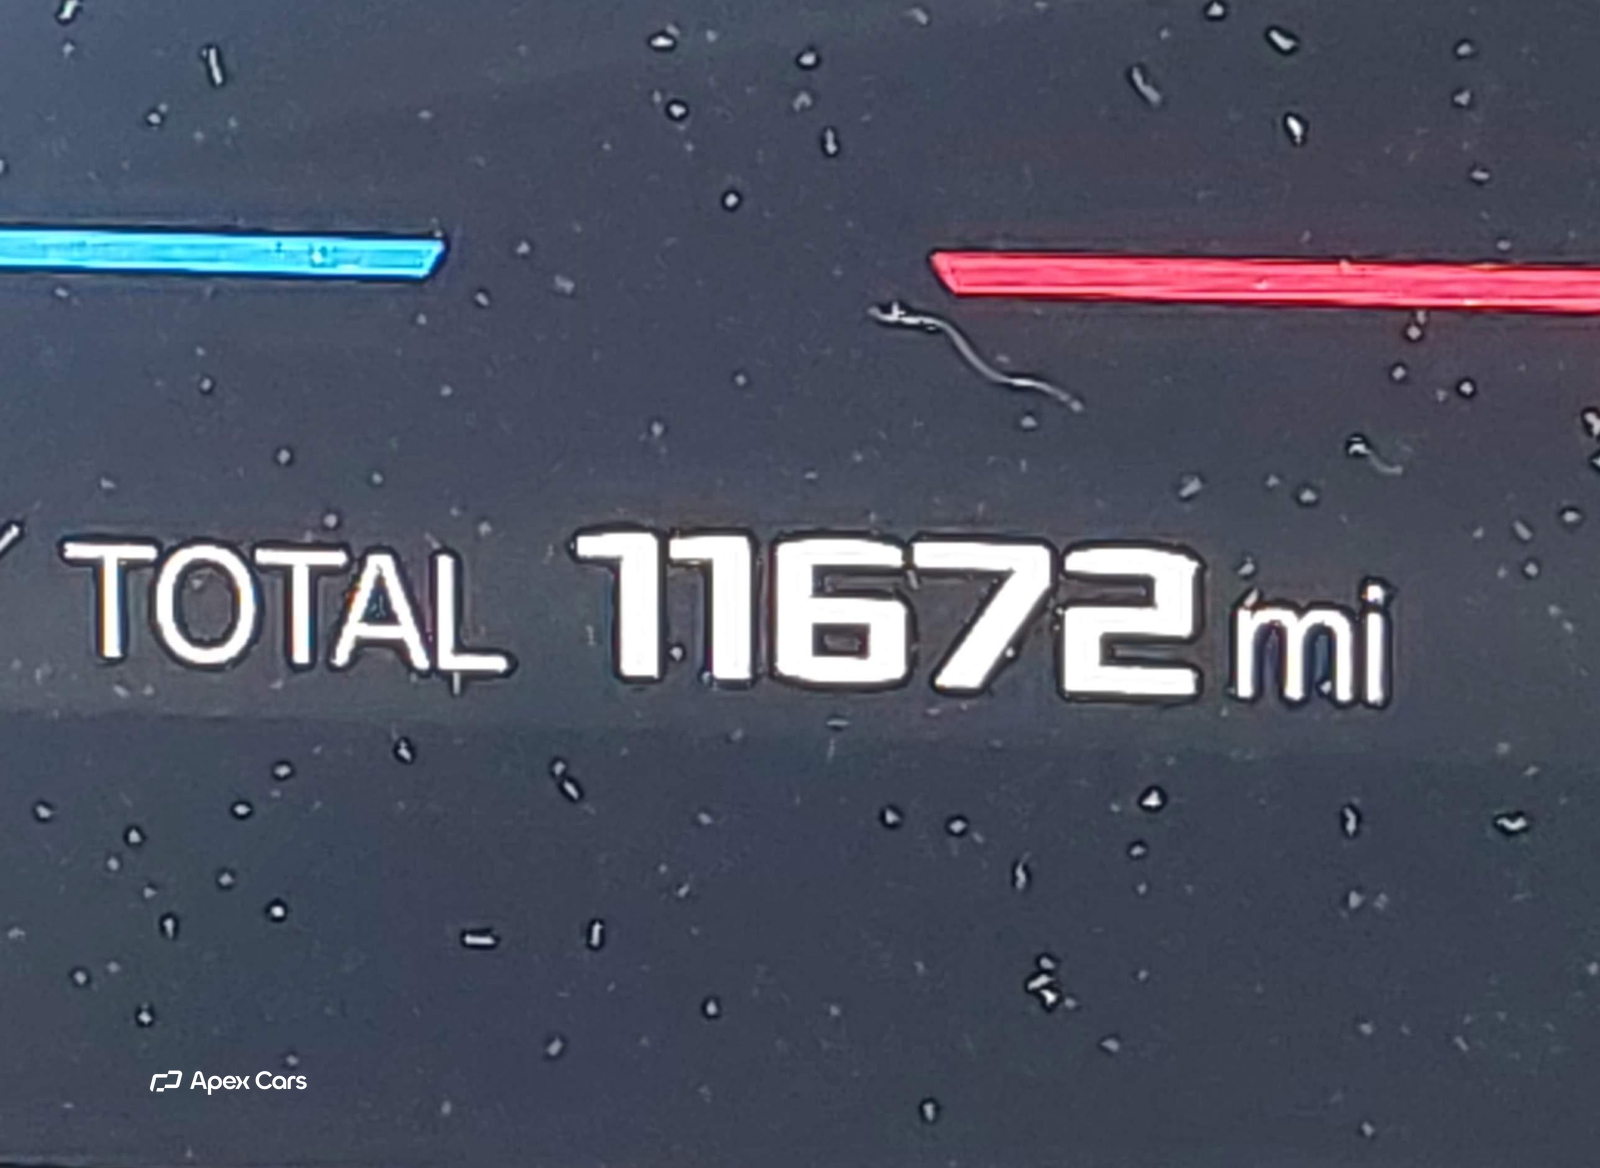 TOTAL 11672 mi
Apex Cars